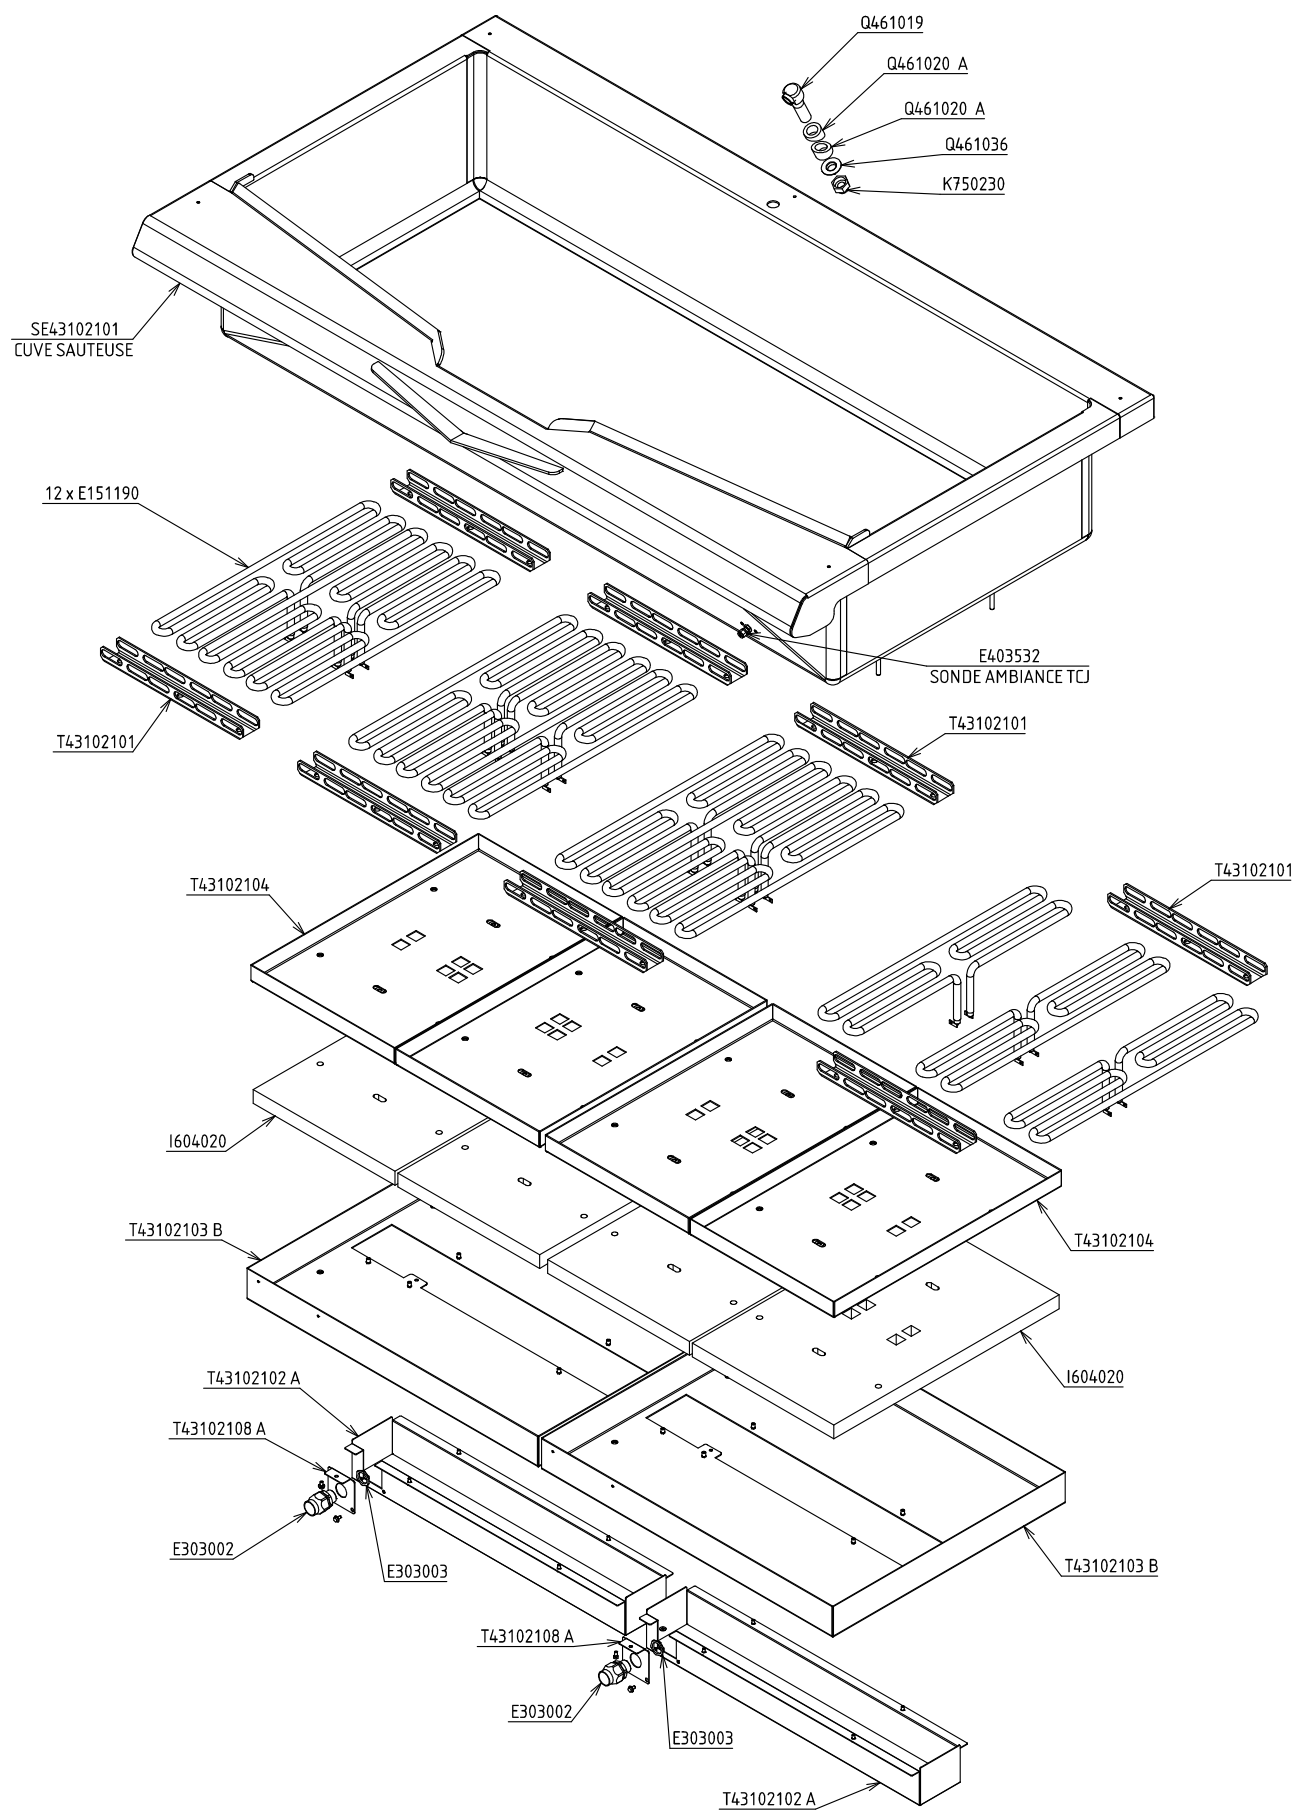 Q461019
Q461020 A
Q461020 A
Q461036
K750230
SE43102101
CUVE SAUTEUSE
12 x E151190
E403532
SONDE AMBIANCE TCJ
T43102101
T43102101
T43102101
T43102104
I604020
T43102103 B
T43102104
T43102102 A
I604020
T43102108 A
E303002
E303003
T43102103 B
T43102108 A
E303002
E303003
T43102102 A